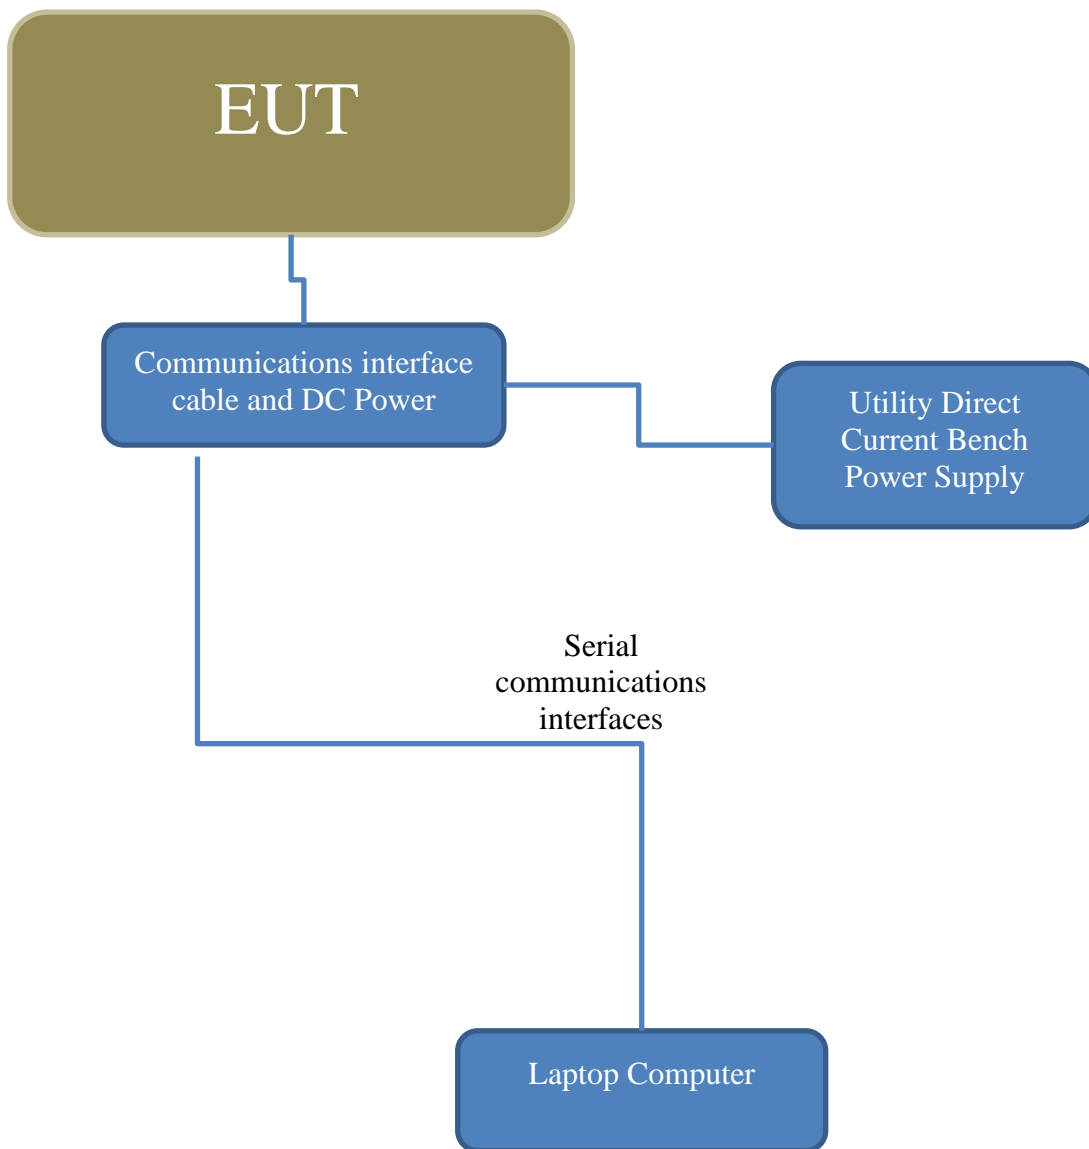 EUT
Communications interface
cable and DC Power
Utility Direct
Current Bench
Power Supply
Serial
communications
interfaces
Laptop Computer